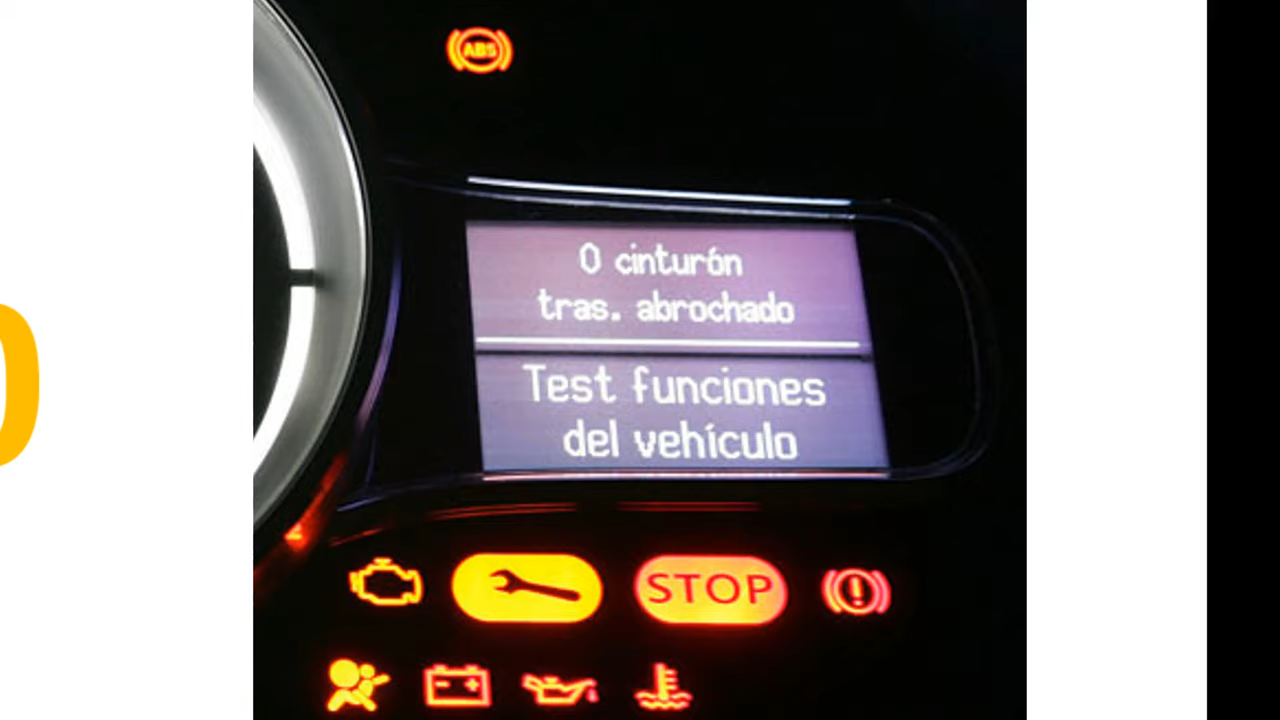 ABS
0 cinturón
tras. abrochado
Test funciones
del vehículo
STOP